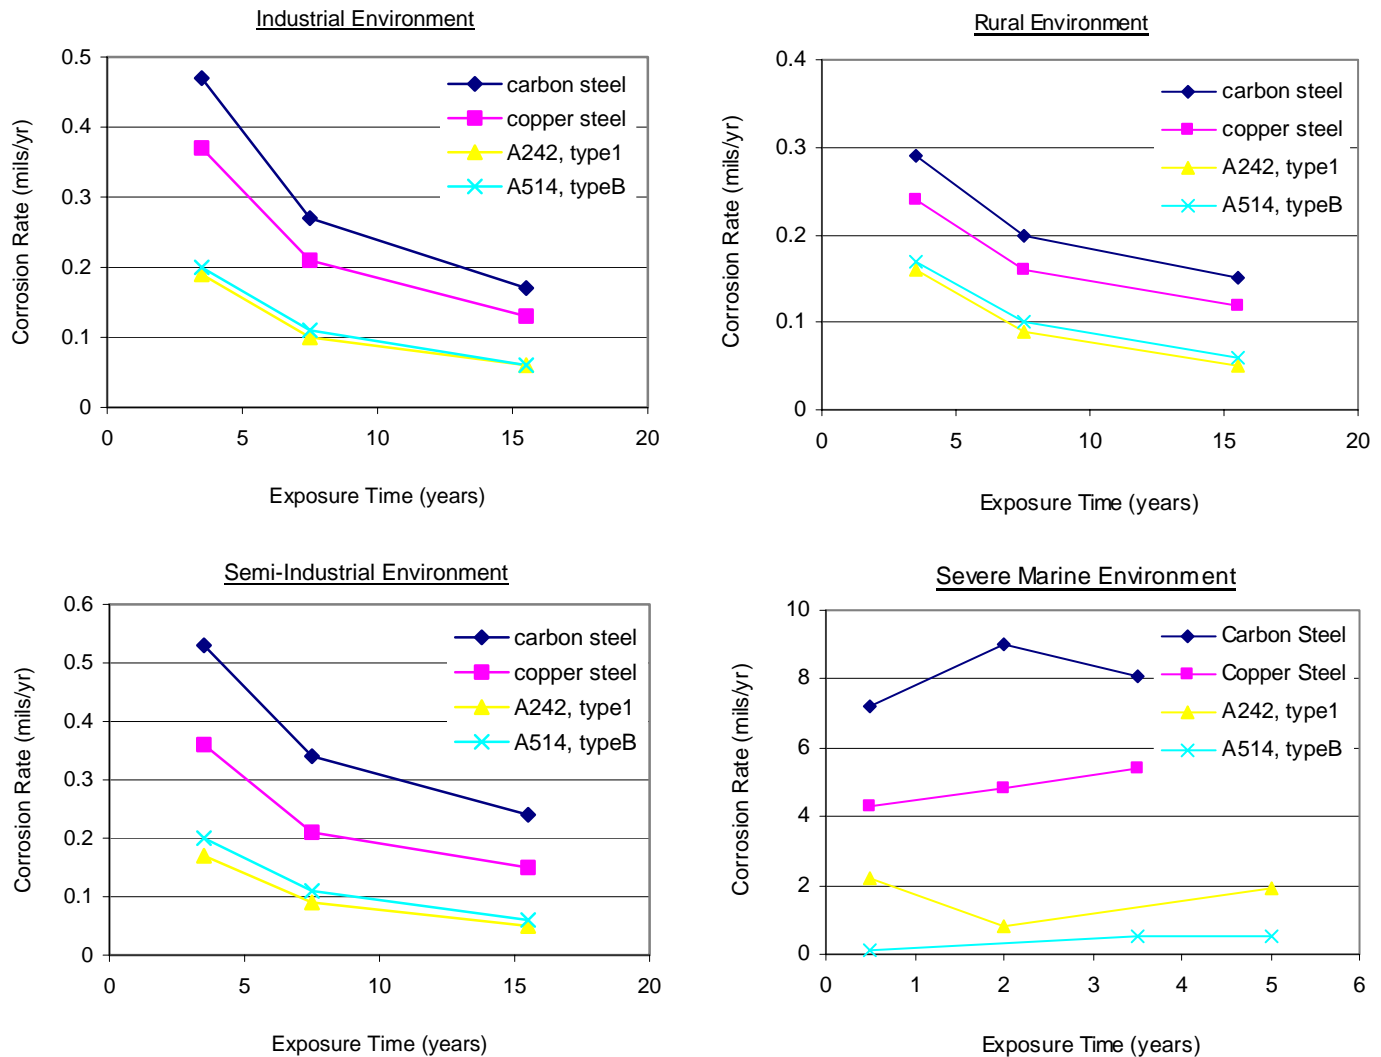 Industrial Environment
Corrosion Rate (mils/yr)
0.5
0.4
0.3
0.2
0.1
0
0 5 10 15 20
Exposure Time (years)
carbon steel
copper steel
A242, type1
A514, typeB
Rural Environment
Corrosion Rate (mils/yr)
0.4
0.3
0.2
0.1
0
0 5 10 15 20
Exposure Time (years)
carbon steel
copper steel
A242, type1
A514, typeB
Semi-Industrial Environment
Corrosion Rate (mils/yr)
0.6
0.5
0.4
0.3
0.2
0.1
0
0 5 10 15 20
Exposure Time (years)
carbon steel
copper steel
A242, type1
A514, typeB
Severe Marine Environment
Corrosion Rate (mils/yr)
10
8
6
4
2
0
0 1 2 3 4 5 6
Exposure Time (years)
Carbon Steel
Copper Steel
A242, type1
A514, typeB